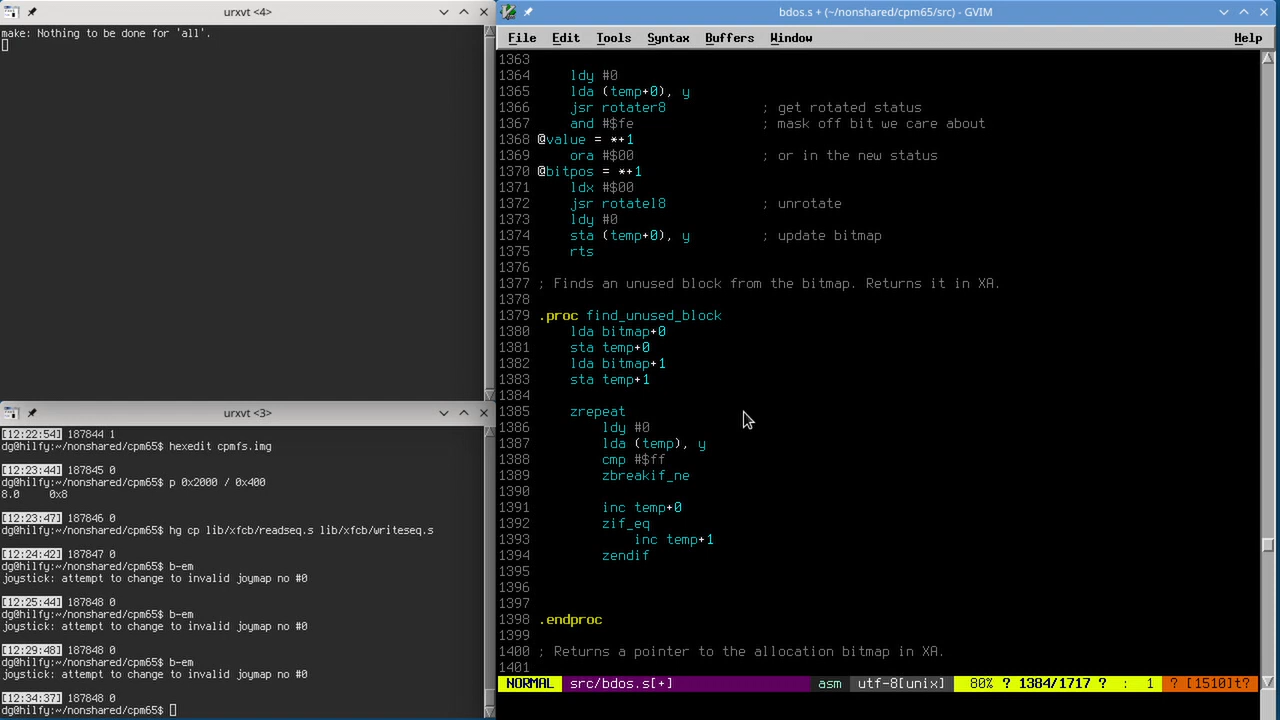 urxvt <4>
make: Nothing to be done for 'all'.
urxvt <3>
[12:22:54] 187844 1
dg@hilfy:~/nonshared/cpm65$ hexedit cpmfs.img
[12:23:44] 187845 0
dg@hilfy:~/nonshared/cpm65$ p 0x2000 / 0x400
8.0     0x8
[12:23:47] 187846 0
dg@hilfy:~/nonshared/cpm65$ hg cp lib/xfcb/readseq.s lib/xfcb/writeseq.s
[12:24:42] 187847 0
dg@hilfy:~/nonshared/cpm65$ b-em
joystick: attempt to change to invalid joymap no #0
[12:25:44] 187848 0
dg@hilfy:~/nonshared/cpm65$ b-em
joystick: attempt to change to invalid joymap no #0
[12:29:48] 187848 0
dg@hilfy:~/nonshared/cpm65$ b-em
joystick: attempt to change to invalid joymap no #0
[12:34:37] 187848 0
dg@hilfy:~/nonshared/cpm65$
bdos.s + (~/nonshared/cpm65/src) - GVIM
File Edit Tools Syntax Buffers Window Help
1363
1364     ldy #0
1365     lda (temp+0), y
1366     jsr rotater8            ; get rotated status
1367     and #$fe                ; mask off bit we care about
1368 @value = *+1
1369     ora #$00                ; or in the new status
1370 @bitpos = *+1
1371     ldx #$00
1372     jsr rotatel8            ; unrotate
1373     ldy #0
1374     sta (temp+0), y         ; update bitmap
1375     rts
1376
1377 ; Finds an unused block from the bitmap. Returns it in XA.
1378
1379 .proc find_unused_block
1380     lda bitmap+0
1381     sta temp+0
1382     lda bitmap+1
1383     sta temp+1
1384
1385     zrepeat
1386         ldy #0
1387         lda (temp), y
1388         cmp #$ff
1389         zbreakif_ne
1390
1391         inc temp+0
1392         zif_eq
1393             inc temp+1
1394         zendif
1395
1396
1397
1398 .endproc
1399
1400 ; Returns a pointer to the allocation bitmap in XA.
1401
NORMAL src/bdos.s[+] asm utf-8[unix] 80% ? 1384/1717 ? : 1 ? [1510]t?